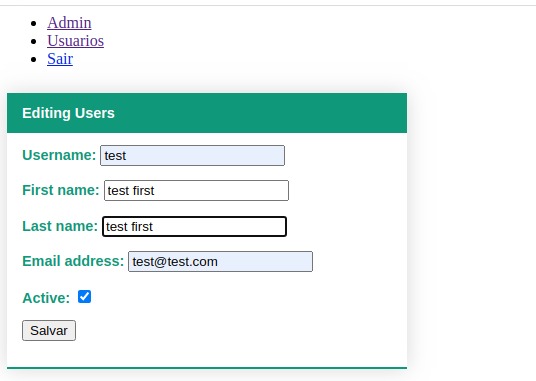 Admin
Usuarios
Sair
Editing Users
Username: test
First name: test first
Last name: test first
Email address: test@test.com
Active:
Salvar